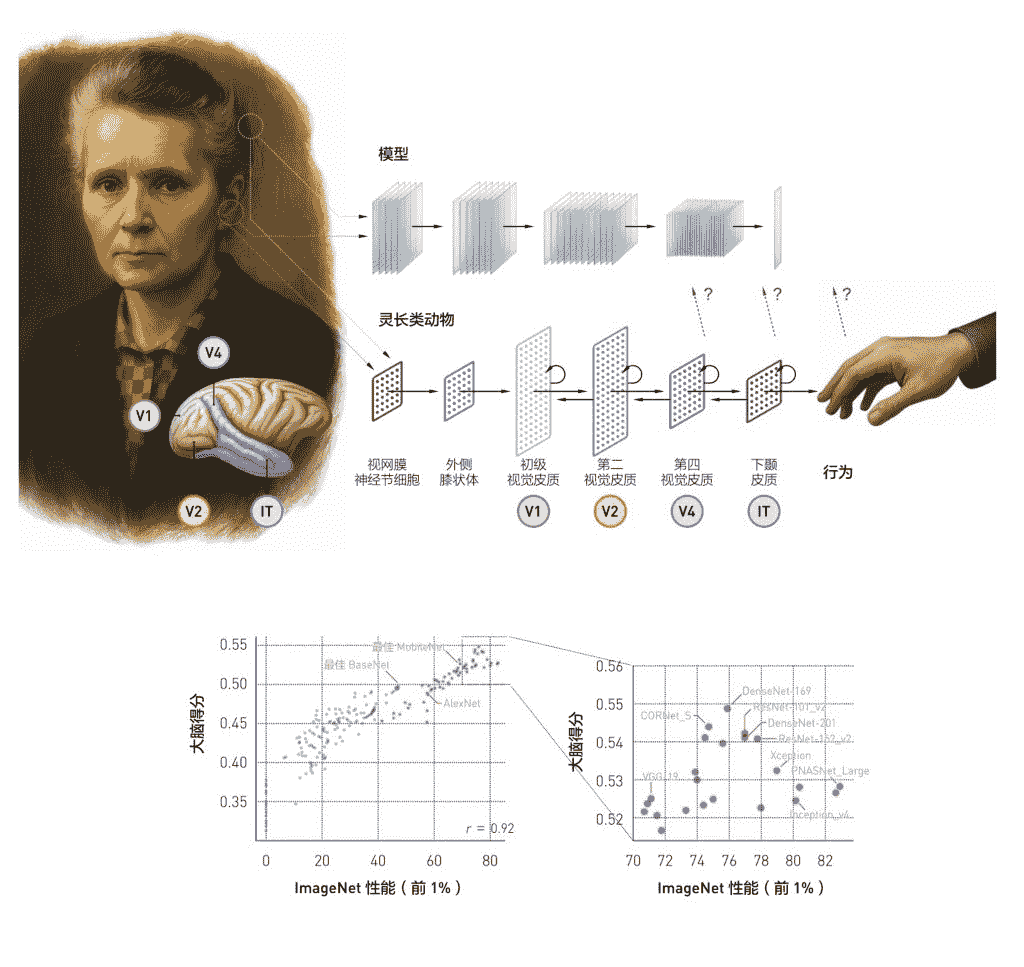 模型
?
?
?
灵长类动物
V4
V1
V2
IT
视网膜
神经节细胞
外侧
膝状体
初级
视觉皮质
V1
第二
视觉皮质
V2
第四
视觉皮质
V4
下颞
皮质
IT
行为
大脑得分
0.55
0.50
0.45
0.40
0.35
最佳 MobileNet
最佳 BaseNet
AlexNet
r = 0.92
0
20
40
60
80
ImageNet 性能（前 1%）
大脑得分
0.56
0.55
0.54
0.53
0.52
DenseNet-169
ResNet-101_v2
CORNet_S
DenseNet-201
ResNet-152_v2
Xception
VGG_19
PNASNet_Large
Inception_v4
70
72
74
76
78
80
82
ImageNet 性能（前 1%）